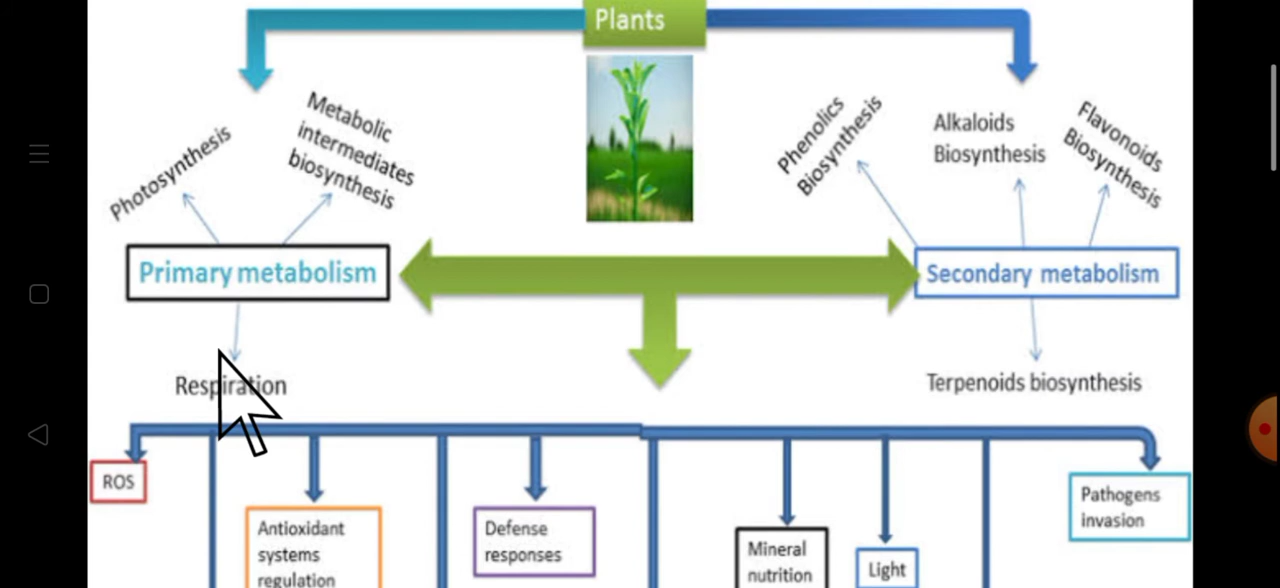 Plants
Photosynthesis
Metabolic
intermediates
biosynthesis
Phenolics
Biosynthesis
Alkaloids
Biosynthesis
Flavonoids
Biosynthesis
Primary metabolism
Secondary metabolism
Respiration
Terpenoids biosynthesis
ROS
Antioxidant
systems
regulation
Defense
responses
Mineral
nutrition
Light
Pathogens
invasion